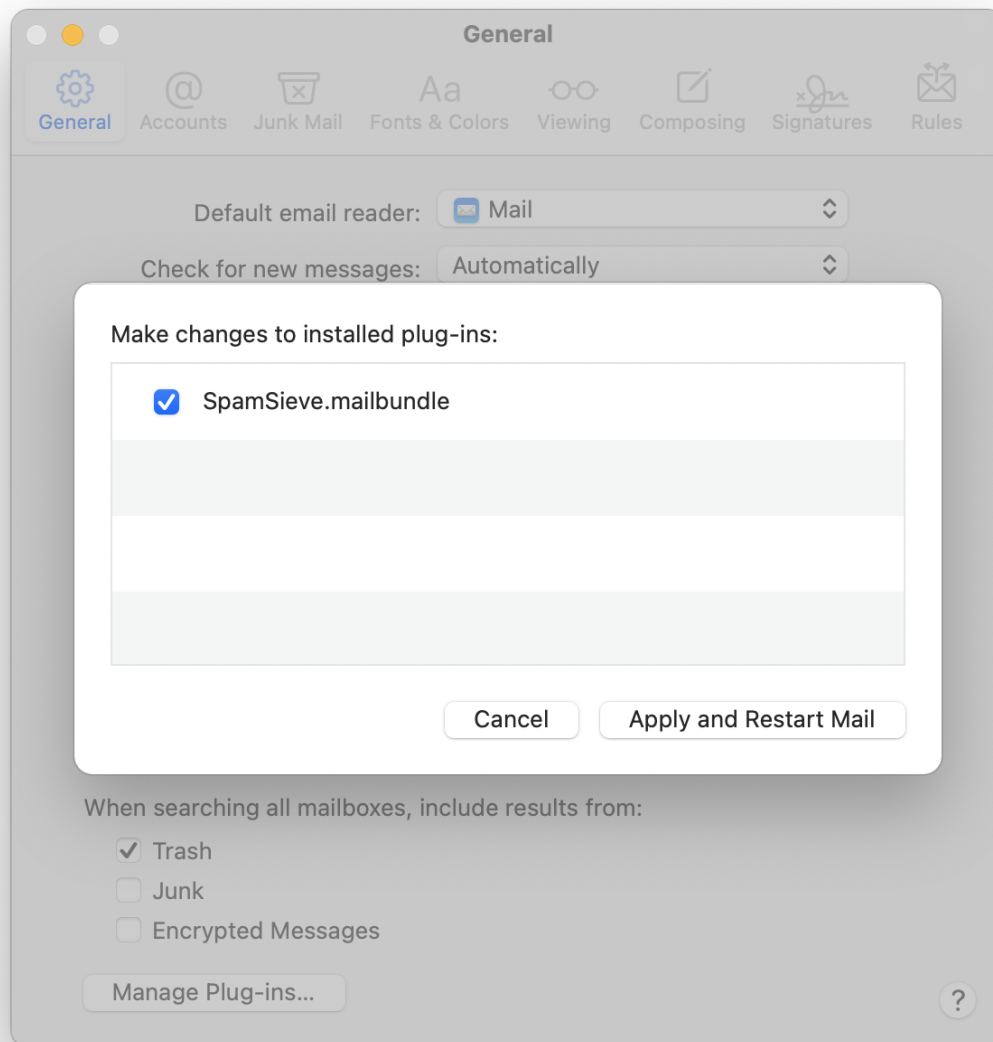 General
General Accounts Junk Mail Fonts & Colors Viewing Composing Signatures Rules
Default email reader: Mail
Check for new messages: Automatically
Make changes to installed plug-ins:
SpamSieve.mailbundle
Cancel Apply and Restart Mail
When searching all mailboxes, include results from:
Trash
Junk
Encrypted Messages
Manage Plug-ins...
?